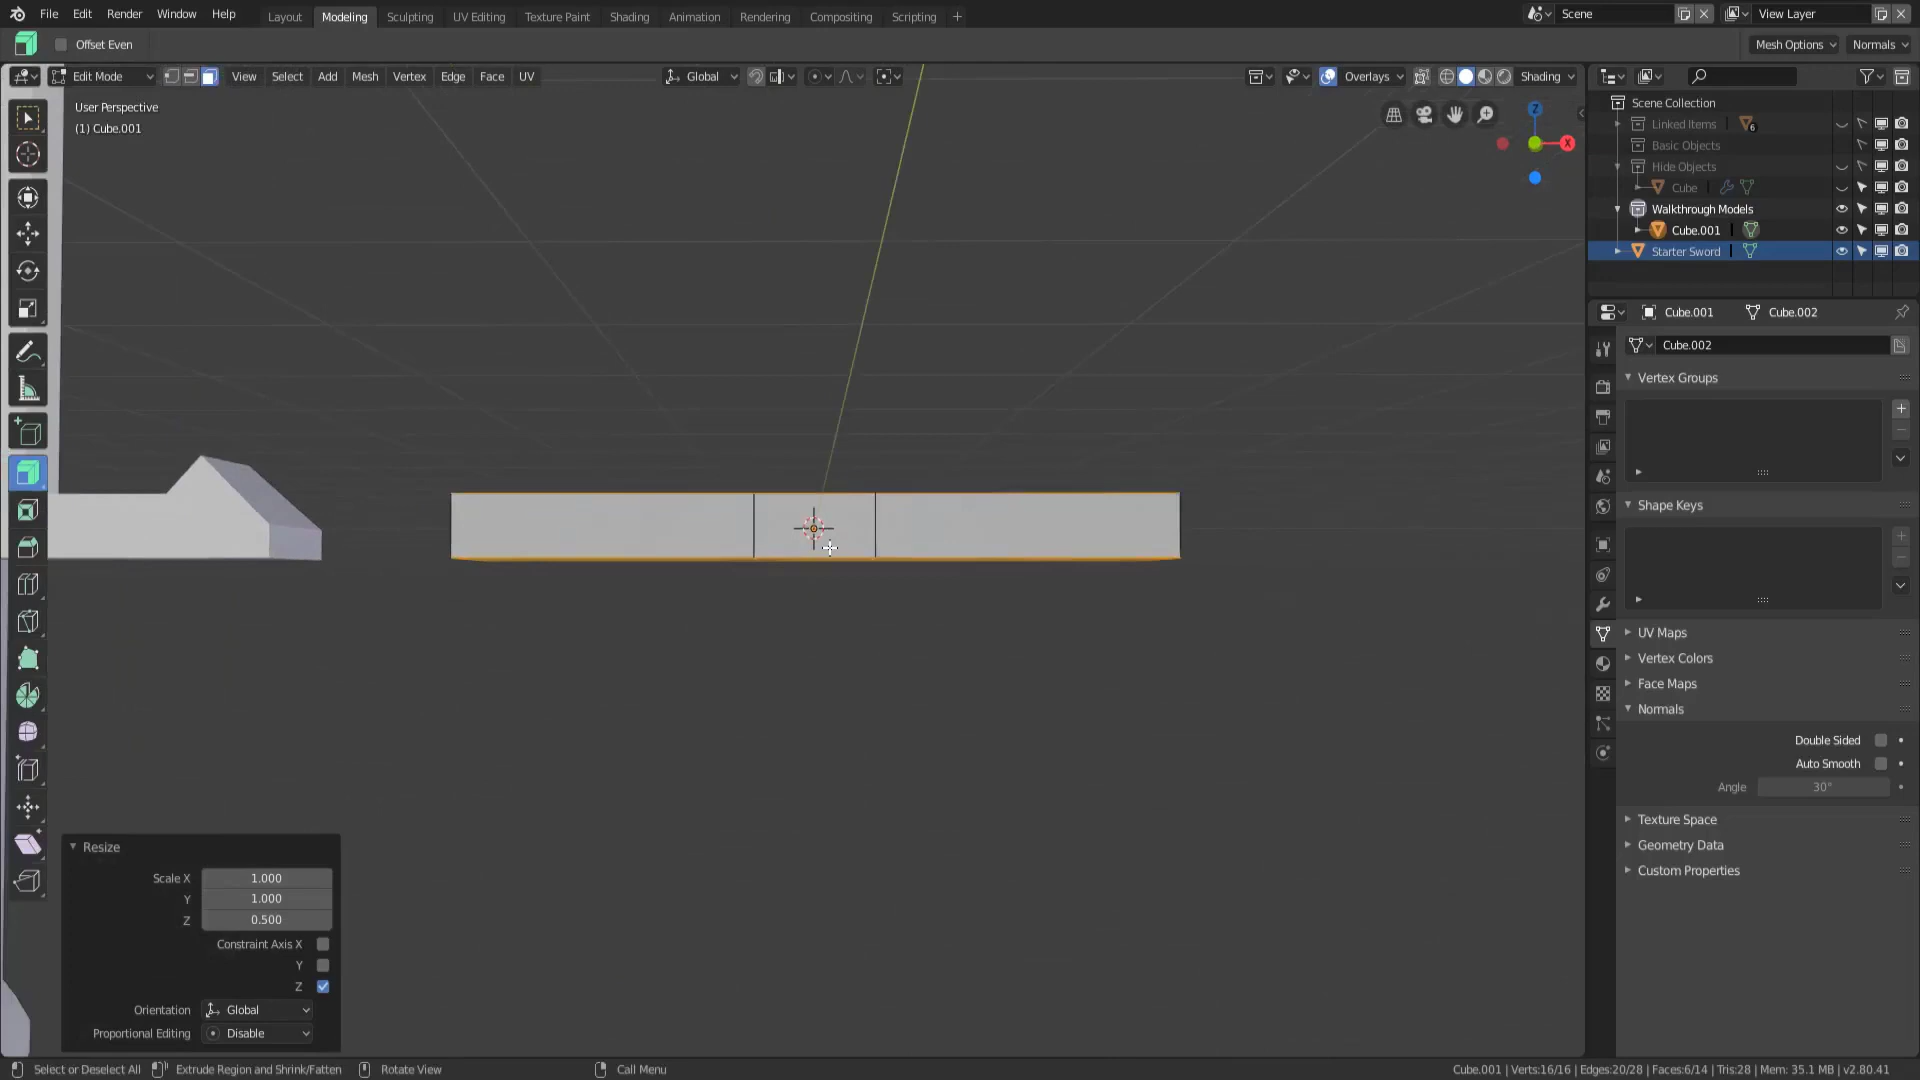 File Edit Render Window Help Layout Modeling Sculpting UV Editing Texture Paint Shading Animation Rendering Compositing Scripting Scene View Layer
Offset Even Mesh Options Normals
Edit Mode View Select Add Mesh Vertex Edge Face UV Global Overlays Shading
User Perspective
(1) Cube.001
Z
X
Scene Collection
Linked Items 6
Basic Objects
Hide Objects
Cube
Walkthrough Models
Cube.001
Starter Sword
Cube.001 Cube.002
Cube.002
Vertex Groups
Shape Keys
UV Maps
Vertex Colors
Face Maps
Normals
Double Sided
Auto Smooth
Angle 30°
Texture Space
Geometry Data
Custom Properties
Resize
Scale X 1.000
Y 1.000
Z 0.500
Constraint Axis X
Y
Z
Orientation Global
Proportional Editing Disable
Select or Deselect All Extrude Region and Shrink/Fatten Rotate View Call Menu Cube.001 | Verts:16/16 | Edges:20/28 | Faces:6/14 | Tris:28 | Mem: 35.1 MB | v2.80.41